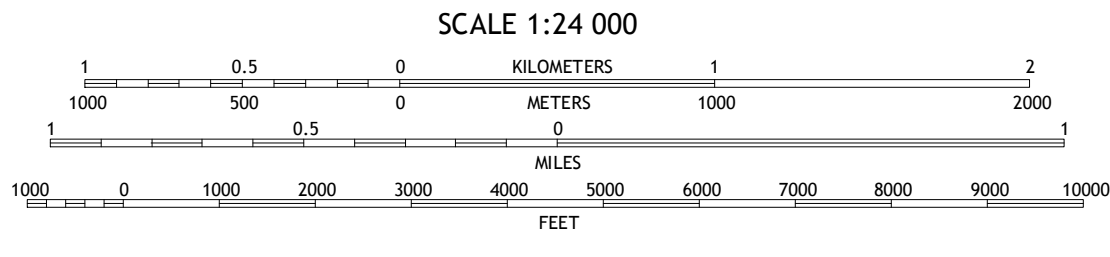 SCALE 1:24 000
1 0.5 0 KILOMETERS 1 2
1000 500 0 METERS 1000 2000
1 0.5 0 1
MILES
1000 0 1000 2000 3000 4000 5000 6000 7000 8000 9000 10000
FEET